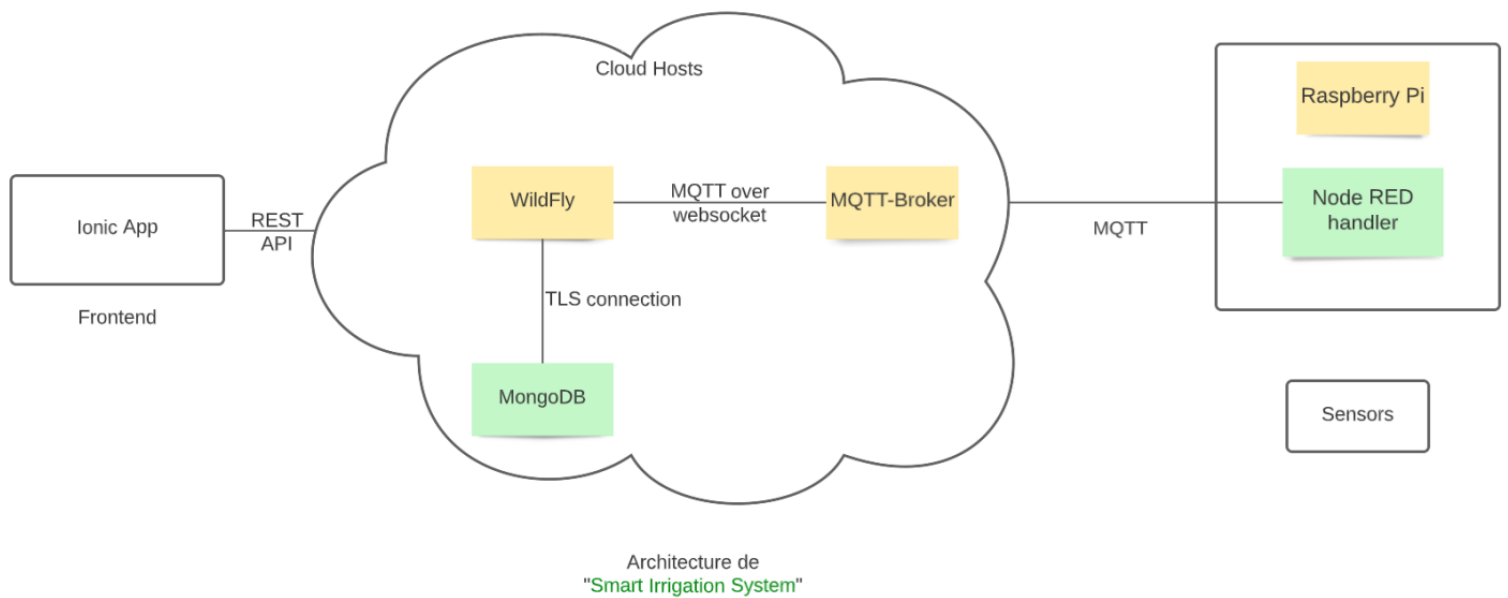 Cloud Hosts
Raspberry Pi
Ionic App
REST
API
WildFly
MQTT over
websocket
MQTT-Broker
MQTT
Node RED
handler
Frontend
TLS connection
MongoDB
Sensors
Architecture de
"Smart Irrigation System"